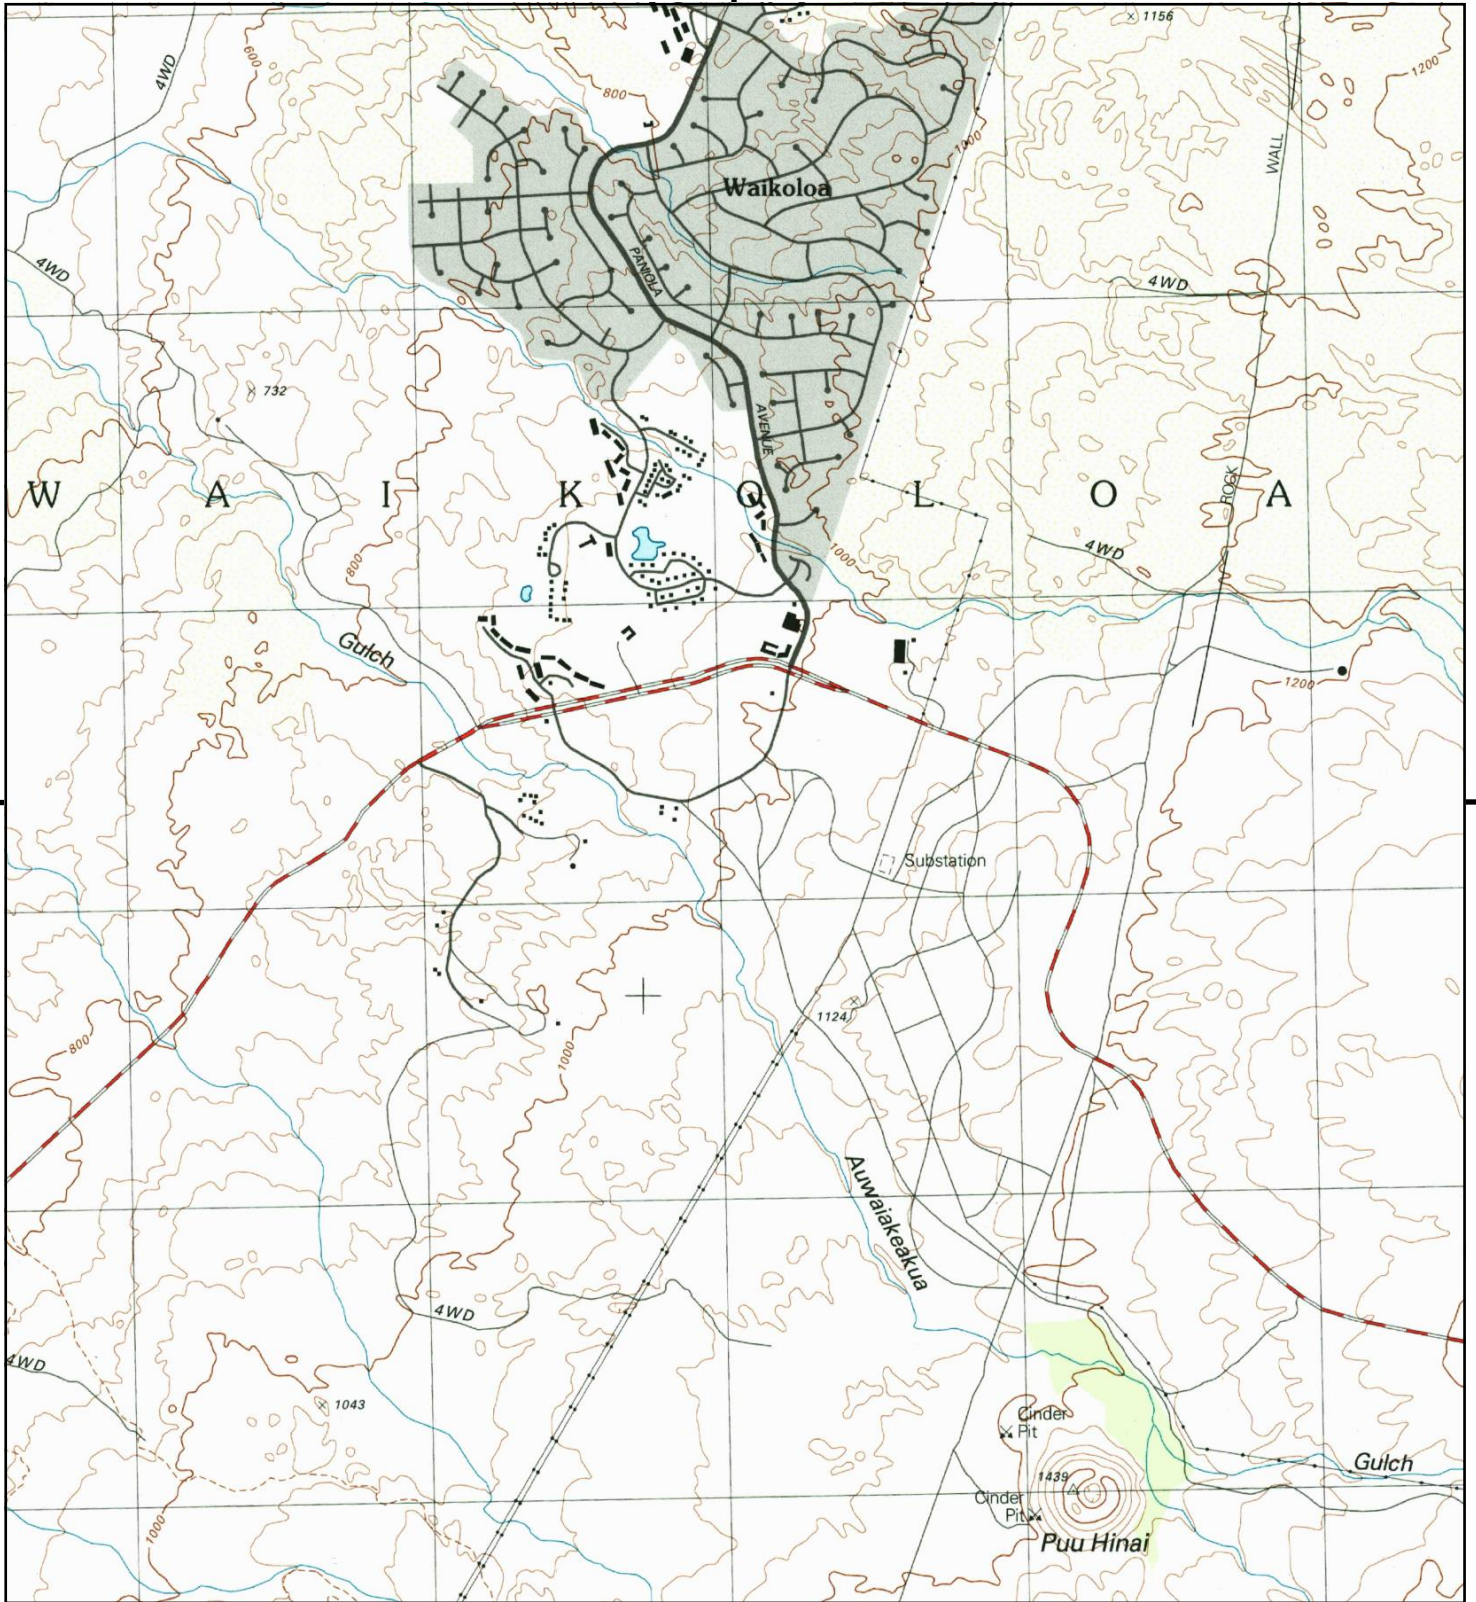 1156
4WD
600
1200
800
WALL
1000
Waikoloa
PANIOLA
4WD
4WD
732
AVENUE
W A I K O L O A
ROCK
4WD
1000
800
Gulch
1200
Substation
1124
800
1000
Auwaiakeakua
4WD
4WD
1043
Cinder
Pit
Gulch
1439
Cinder
Pit
1000
Puu Hinai